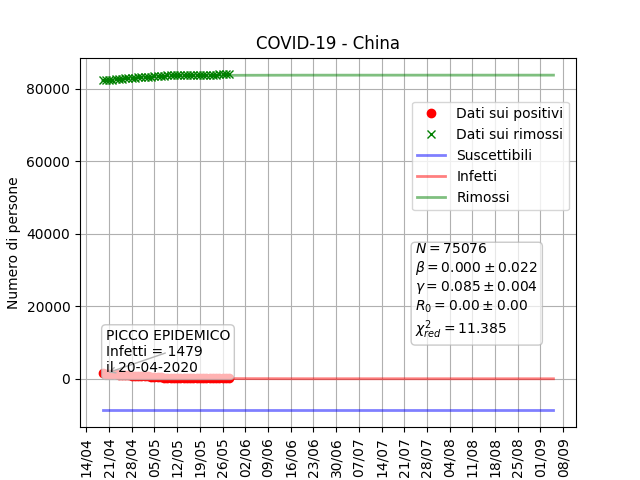 COVID-19 - China
Numero di persone
80000
60000
40000
20000
0
Dati sui positivi
Dati sui rimossi
Suscettibili
Infetti
Rimossi
N = 75076
β = 0.000 ± 0.022
γ = 0.085 ± 0.004
R₀ = 0.00 ± 0.00
χ²_red = 11.385
PICCO EPIDEMICO
Infetti = 1479
il 20-04-2020
14/04
21/04
28/04
05/05
12/05
19/05
26/05
02/06
09/06
16/06
23/06
30/06
07/07
14/07
21/07
28/07
04/08
11/08
18/08
25/08
01/09
08/09